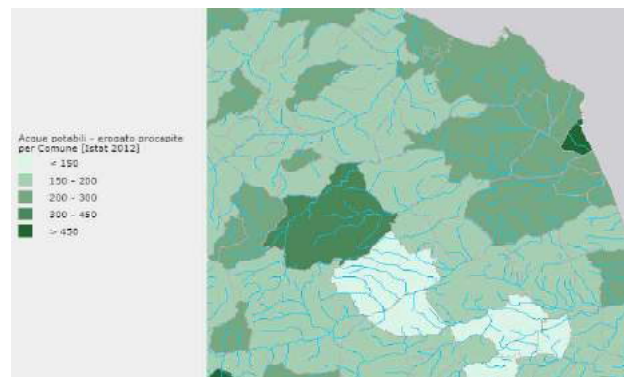 Acque potabili - erogato procapite
per Comune [Istat 2012]
< 150
150 - 200
200 - 300
300 - 450
> 450